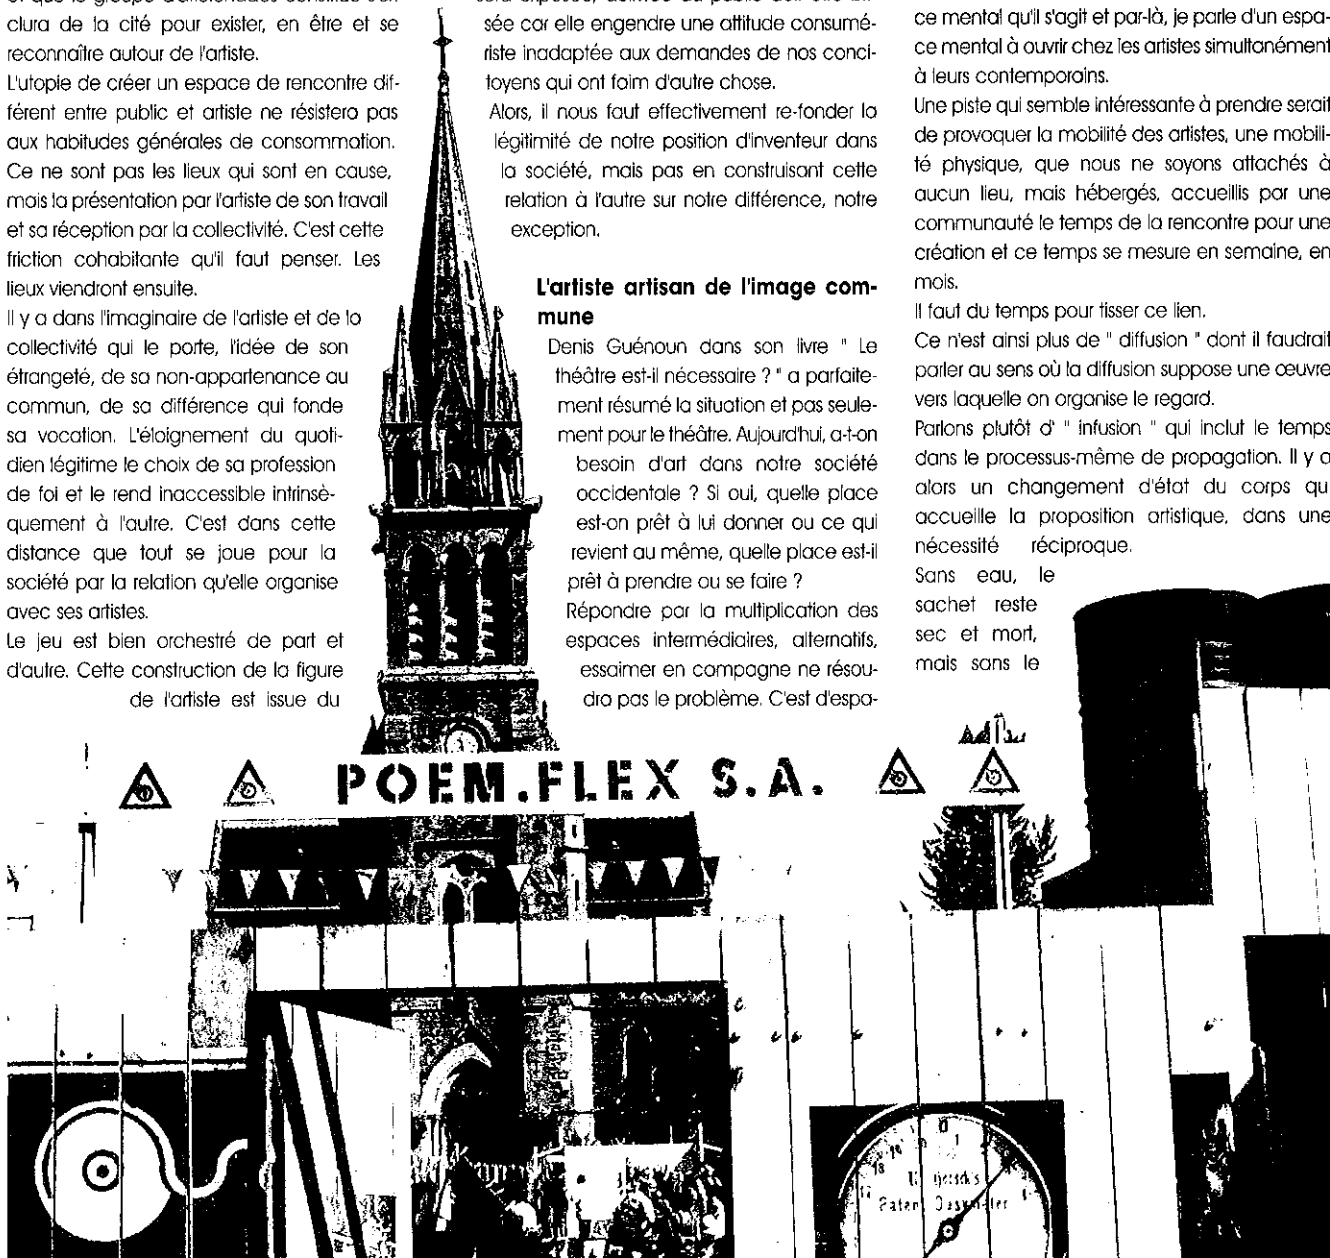 clura de la cité pour exister, en être et se
reconnaître autour de l'artiste.
L'utopie de créer un espace de rencontre dif-
férent entre public et artiste ne résistera pas
aux habitudes générales de consommation.
Ce ne sont pas les lieux qui sont en cause,
mais la présentation par l'artiste de son travail
et sa réception par la collectivité. C'est cette
friction cohabitante qu'il faut penser. Les
lieux viendront ensuite.
Il y a dans l'imaginaire de l'artiste et de la
collectivité qui le porte, l'idée de son
étrangeté, de sa non-appartenance au
commun, de sa différence qui fonde
sa vocation. L'éloignement du quoti-
dien légitime le choix de sa profession
de foi et le rend inaccessible intrinsè-
quement à l'autre. C'est dans cette
distance que tout se joue pour la
société par la relation qu'elle organise
avec ses artistes.
Le jeu est bien orchestré de part et
d'autre. Cette construction de la figure
de l'artiste est issue du
sée car elle engendre une attitude consumé-
riste inadaptée aux demandes de nos conci-
toyens qui ont faim d'autre chose.
Alors, il nous faut effectivement re-fonder la
légitimité de notre position d'inventeur dans
la société, mais pas en construisant cette
relation à l'autre sur notre différence, notre
exception.
L'artiste artisan de l'image com-
mune
Denis Guénoun dans son livre " Le
théâtre est-il nécessaire ? " a parfaite-
ment résumé la situation et pas seule-
ment pour le théâtre. Aujourd'hui, a-t-on
besoin d'art dans notre société
occidentale ? Si oui, quelle place
est-on prêt à lui donner ou ce qui
revient au même, quelle place est-il
prêt à prendre ou se faire ?
Répondre par la multiplication des
espaces intermédiaires, alternatifs,
essaimer en campagne ne résou-
dra pas le problème. C'est d'espa-
ce mental qu'il s'agit et par-là, je parle d'un espa-
ce mental à ouvrir chez les artistes simultanément
à leurs contemporains.
Une piste qui semble intéressante à prendre serait
de provoquer la mobilité des artistes, une mobili-
té physique, que nous ne soyons attachés à
aucun lieu, mais hébergés, accueillis par une
communauté le temps de la rencontre pour une
création et ce temps se mesure en semaine, en
mois.
Il faut du temps pour tisser ce lien.
Ce n'est ainsi plus de " diffusion " dont il faudrait
parler au sens où la diffusion suppose une œuvre
vers laquelle on organise le regard.
Parlons plutôt d' " infusion " qui inclut le temps
dans le processus-même de propagation. Il y a
alors un changement d'état du corps qu
accueille la proposition artistique, dans une
nécessité réciproque.
Sans eau, le
sachet reste
sec et mort,
mais sans le
POEM.FLEX S.A.